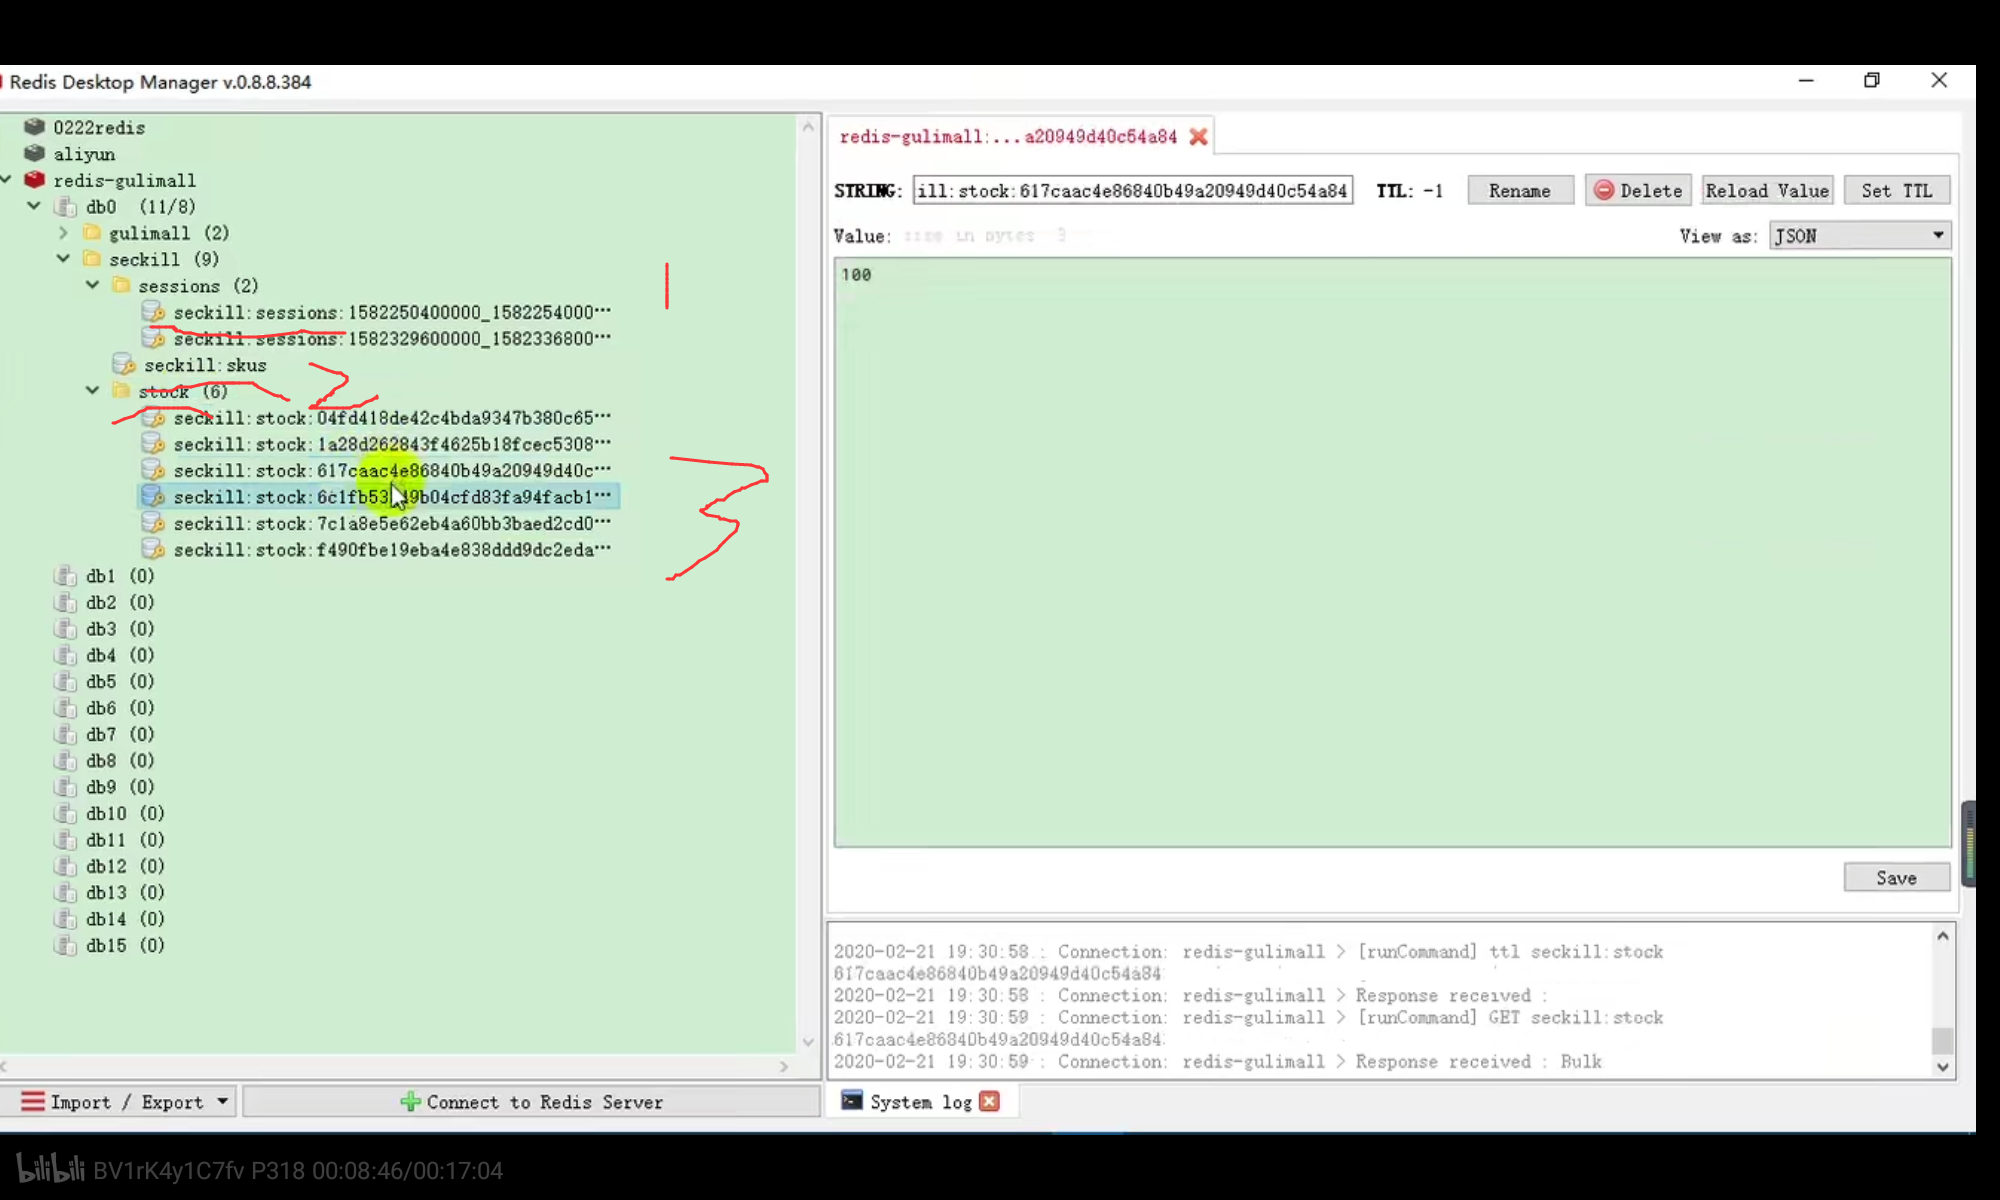 Redis Desktop Manager v.0.8.8.384
0222redis
aliyun
redis-gulimall
db0 (11/8)
gulimall (2)
seckill (9)
sessions (2)
seckill:sessions:1582250400000_1582254000…
seckill:sessions:1582329600000_1582336800…
seckill:skus
stock (6)
seckill:stock:04fd418de42c4bda9347b380c65…
seckill:stock:1a28d262843f4625b18fcec5308…
seckill:stock:617caac4e86840b49a20949d40c…
seckill:stock:7c1a8e5e62eb4a60bb3baed2cd0…
seckill:stock:f490fbe19eba4e838ddd9dc2eda…
db1 (0)
db2 (0)
db3 (0)
db4 (0)
db5 (0)
db6 (0)
db7 (0)
db8 (0)
db9 (0)
db10 (0)
db11 (0)
db12 (0)
db13 (0)
db14 (0)
db15 (0)
1
2
3
Import / Export
Connect to Redis Server
redis-gulimall:...a20949d40c54a84
STRING: ill:stock:617caac4e86840b49a20949d40c54a84 TTL: -1 Rename Delete Reload Value Set TTL
Value: size in bytes 3 View as: JSON
100
Save
2020-02-21 19:30:58 : Connection: redis-gulimall > [runCommand] ttl seckill:stock
617caac4e86840b49a20949d40c54a84
2020-02-21 19:30:58 : Connection: redis-gulimall > Response received :
2020-02-21 19:30:59 : Connection: redis-gulimall > [runCommand] GET seckill:stock
617caac4e86840b49a20949d40c54a84
2020-02-21 19:30:59 : Connection: redis-gulimall > Response received : Bulk
System log
bilibili BV1rK4y1C7fv P318 00:08:46/00:17:04